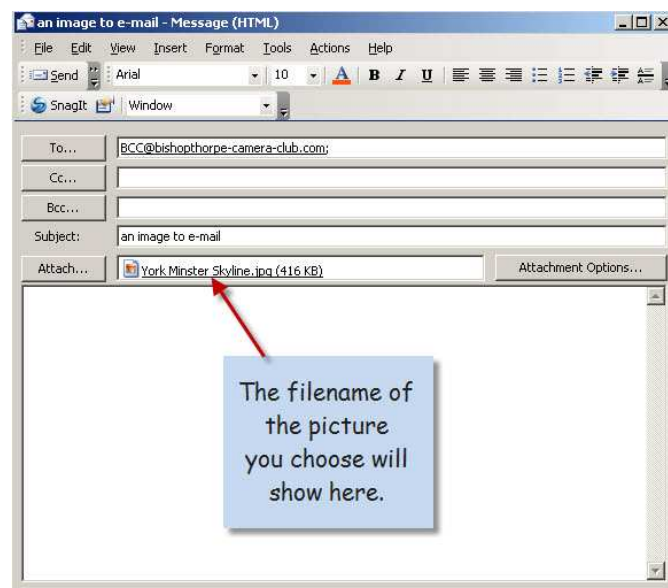 an image to e-mail - Message (HTML)
File Edit View Insert Format Tools Actions Help
Send Arial 10 A B I U
SnagIt Window
To... BCC@bishopthorpe-camera-club.com;
Cc...
Bcc...
Subject: an image to e-mail
Attach... York Minster Skyline.jpg (416 KB) Attachment Options...
The filename of
the picture
you choose will
show here.